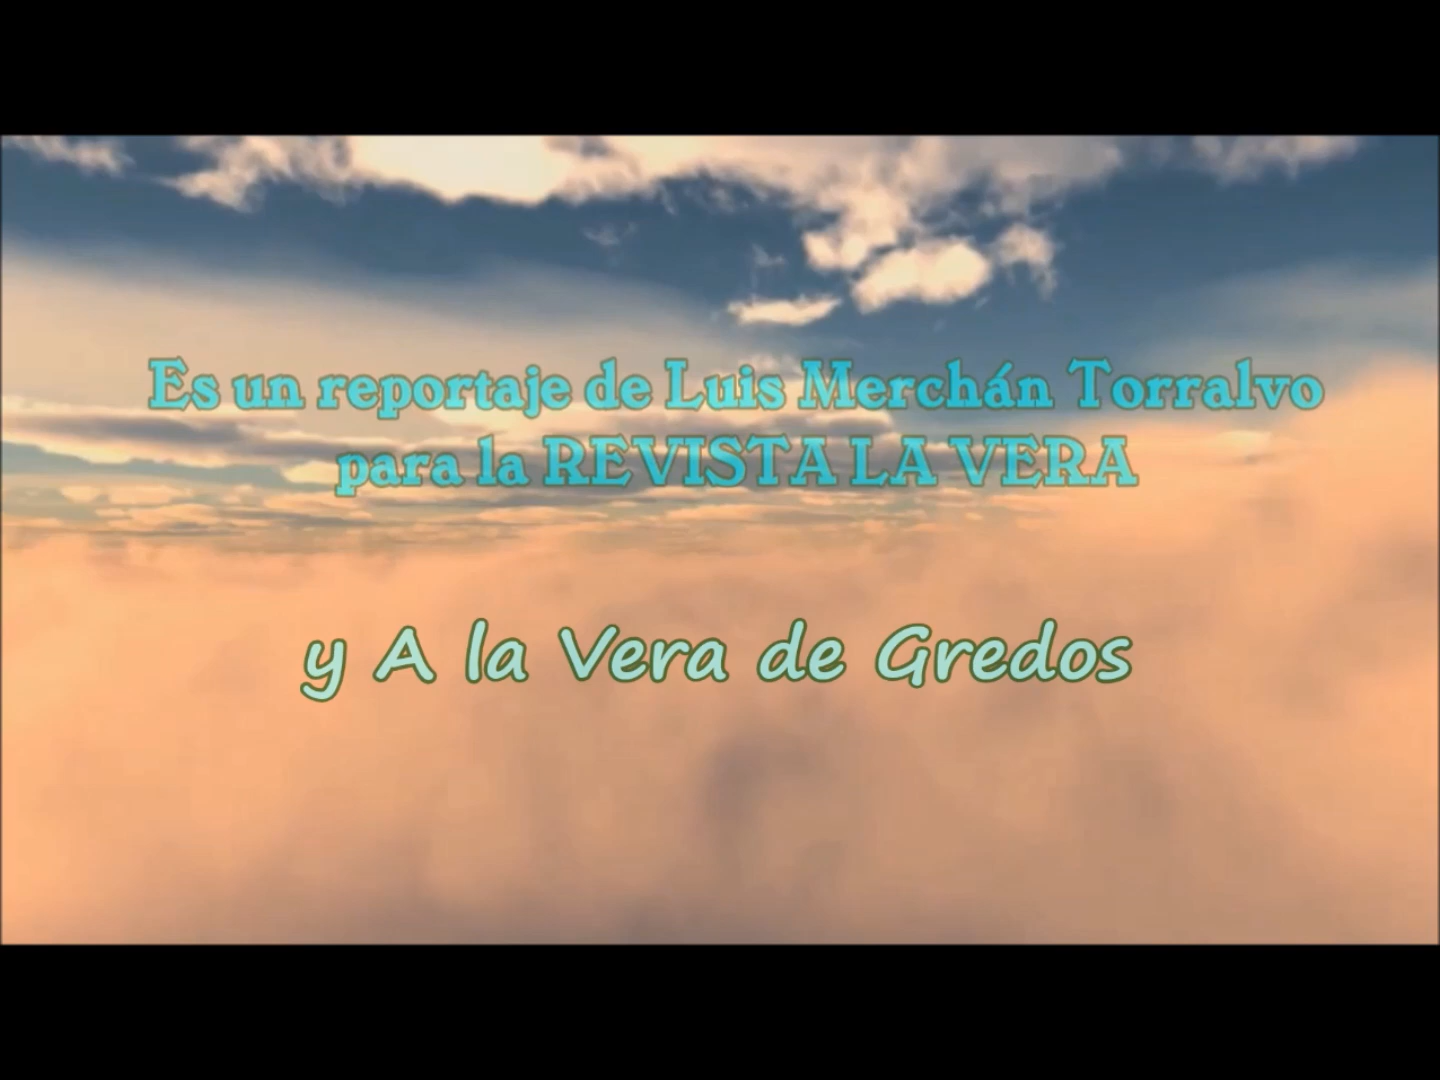 Es un reportaje de Luis Merchán Torralvo
para la REVISTA LA VERA
y A la Vera de Gredos